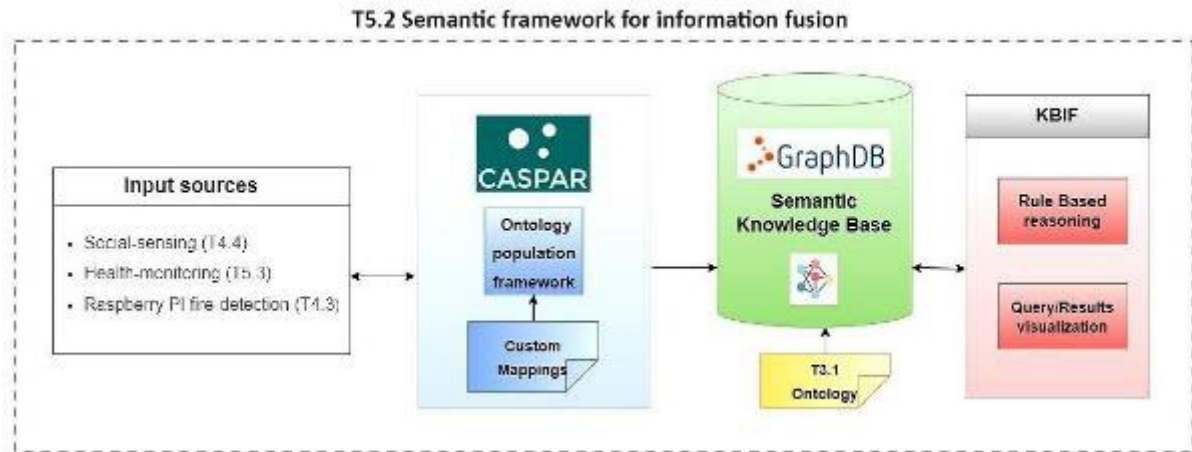 T5.2 Semantic framework for information fusion
Input sources
• Social-sensing (T4.4)
• Health-monitoring (T5.3)
• Raspberry PI fire detection (T4.3)
CASPAR
Ontology
population
framework
Custom
Mappings
GraphDB
Semantic
Knowledge Base
T3.1
Ontology
KBIF
Rule Based
reasoning
Query/Results
visualization